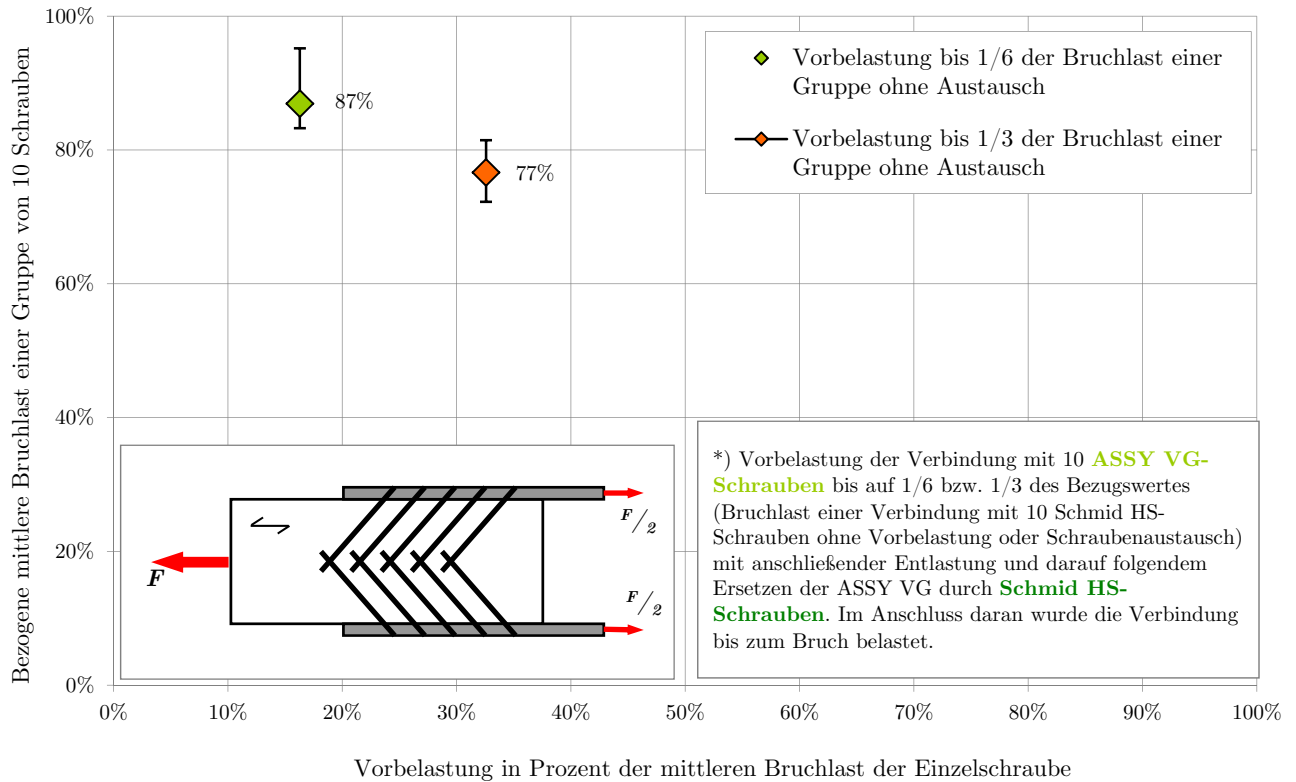 Bezogene mittlere Bruchlast einer Gruppe von 10 Schrauben
100%
80%
60%
40%
20%
0%
87%
77%
Vorbelastung bis 1/6 der Bruchlast einer
Gruppe ohne Austausch
Vorbelastung bis 1/3 der Bruchlast einer
Gruppe ohne Austausch
F
F/2
F/2
*) Vorbelastung der Verbindung mit 10 ASSY VG-
Schrauben bis auf 1/6 bzw. 1/3 des Bezugswertes
(Bruchlast einer Verbindung mit 10 Schmid HS-
Schrauben ohne Vorbelastung oder Schraubenaustausch)
mit anschließender Entlastung und darauf folgendem
Ersetzen der ASSY VG durch Schmid HS-
Schrauben. Im Anschluss daran wurde die Verbindung
bis zum Bruch belastet.
0% 10% 20% 30% 40% 50% 60% 70% 80% 90% 100%
Vorbelastung in Prozent der mittleren Bruchlast der Einzelschraube